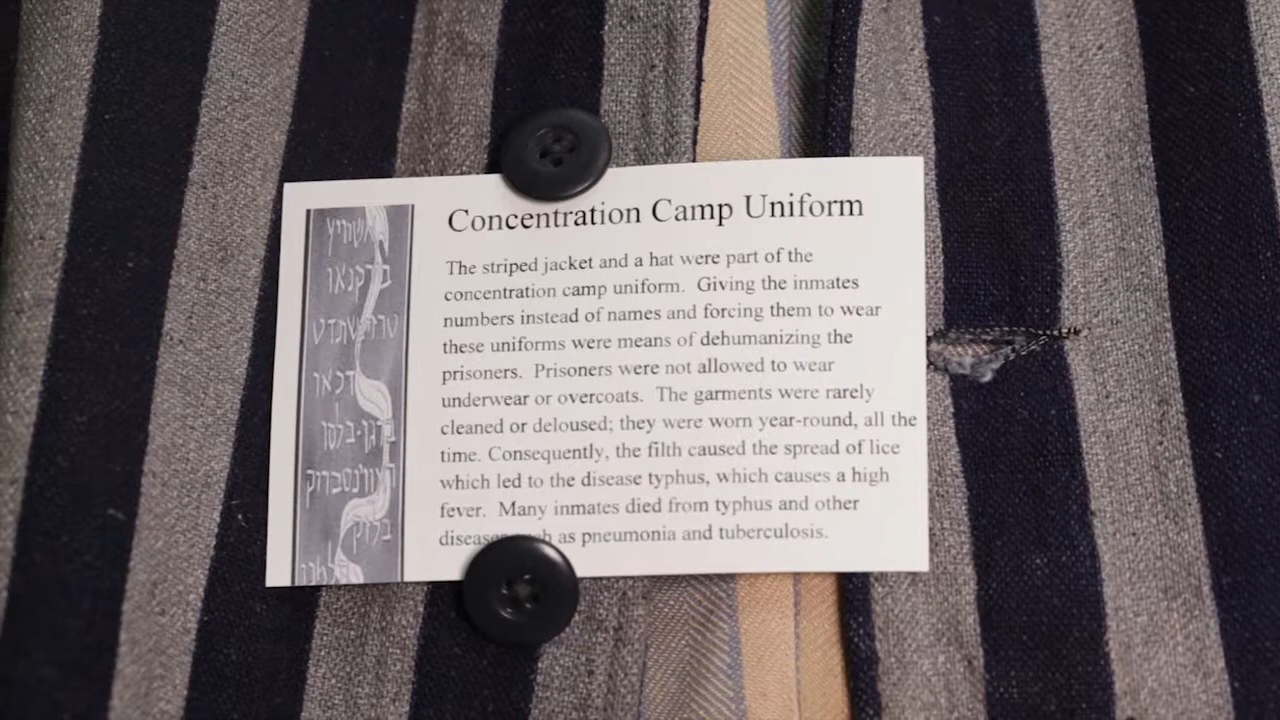 Concentration Camp Uniform
The striped jacket and a hat were part of the
concentration camp uniform. Giving the inmates
numbers instead of names and forcing them to wear
these uniforms were means of dehumanizing the
prisoners. Prisoners were not allowed to wear
underwear or overcoats. The garments were rarely
cleaned or deloused; they were worn year-round, all the
time. Consequently, the filth caused the spread of lice
which led to the disease typhus, which causes a high
fever. Many inmates died from typhus and other
diseases as pneumonia and tuberculosis.
דכאו